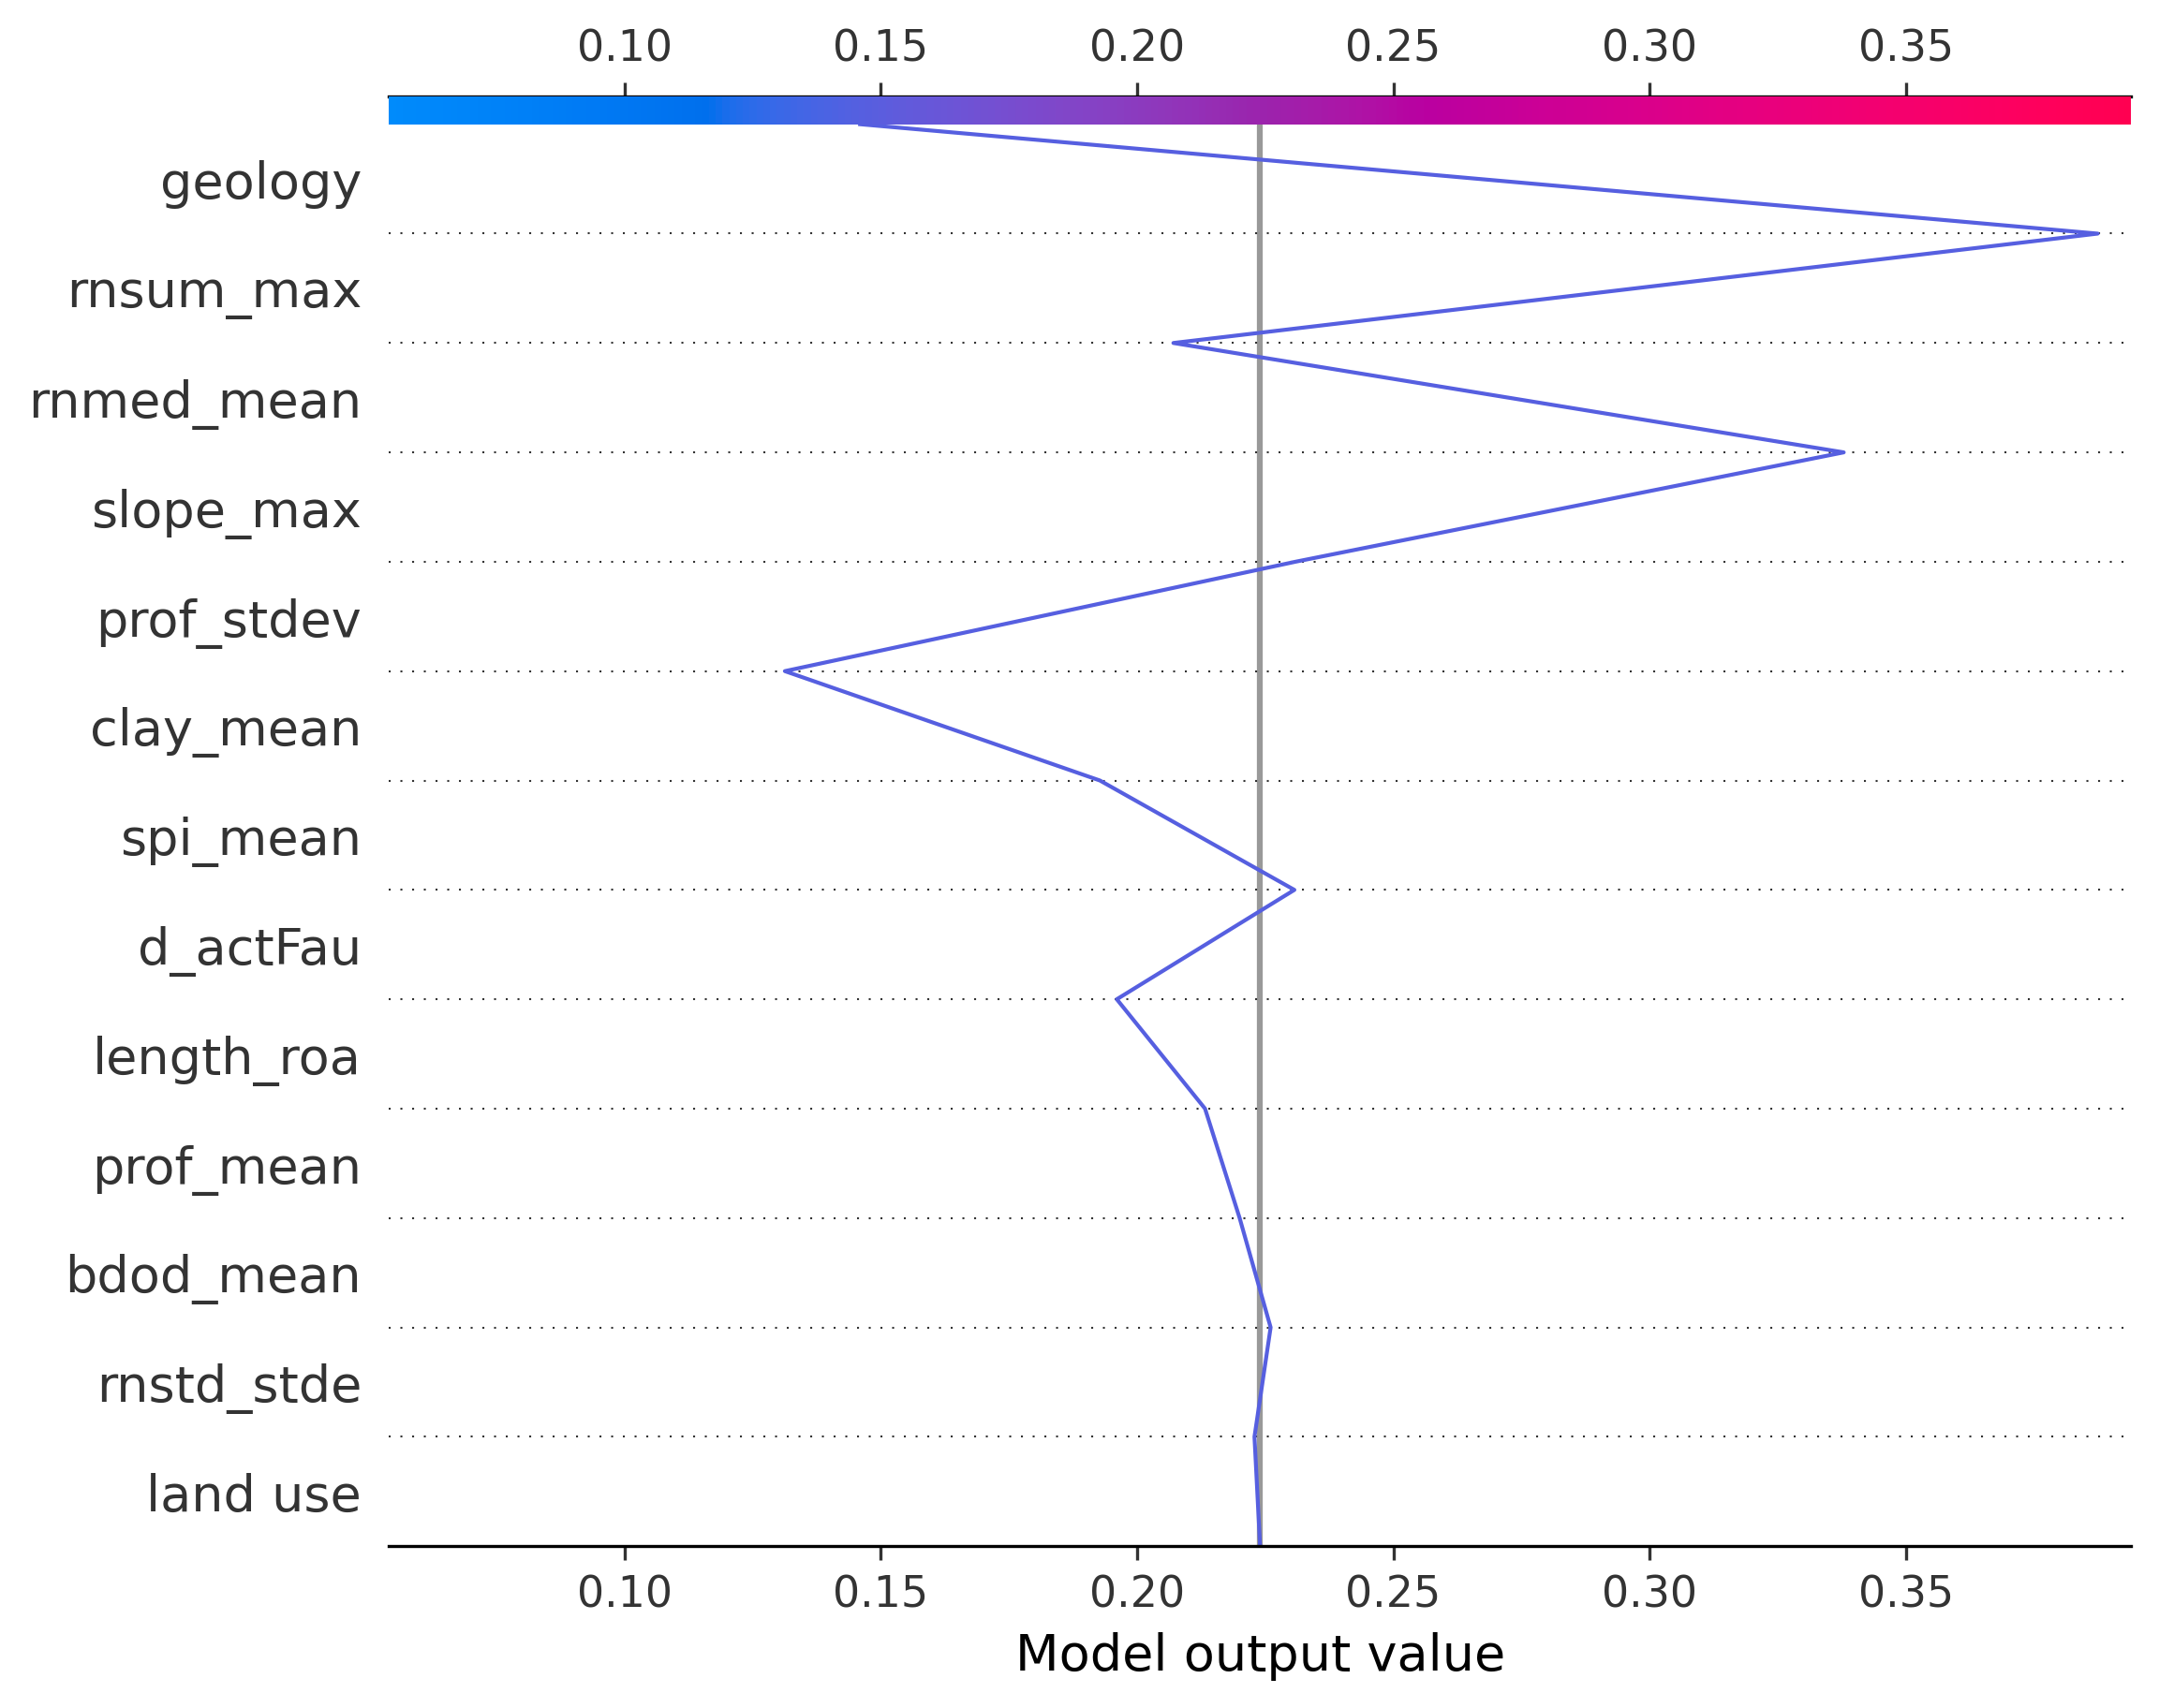 0.10 0.15 0.20 0.25 0.30 0.35
geology
rnsum_max
rnmed_mean
slope_max
prof_stdev
clay_mean
spi_mean
d_actFau
length_roa
prof_mean
bdod_mean
rnstd_stde
land use
0.10 0.15 0.20 0.25 0.30 0.35
Model output value